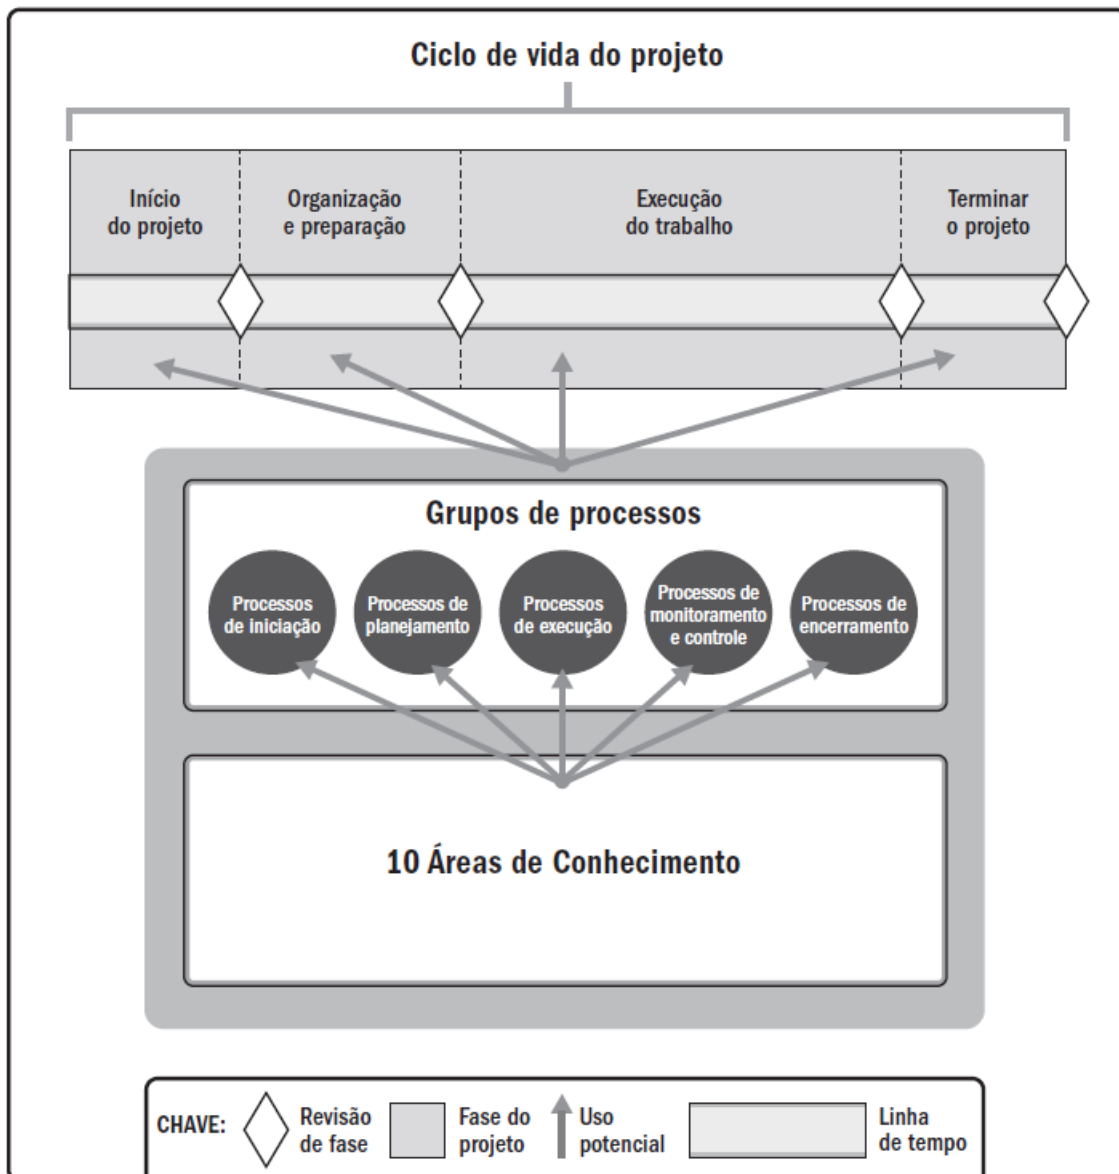 Ciclo de vida do projeto
Início
do projeto
Organização
e preparação
Execução
do trabalho
Terminar
o projeto
Grupos de processos
Processos
de iniciação
Processos de
planejamento
Processos
de execução
Processos de
monitoramento
e controle
Processos de
encerramento
10 Áreas de Conhecimento
CHAVE:
Revisão
de fase
Fase do
projeto
Uso
potencial
Linha
de tempo